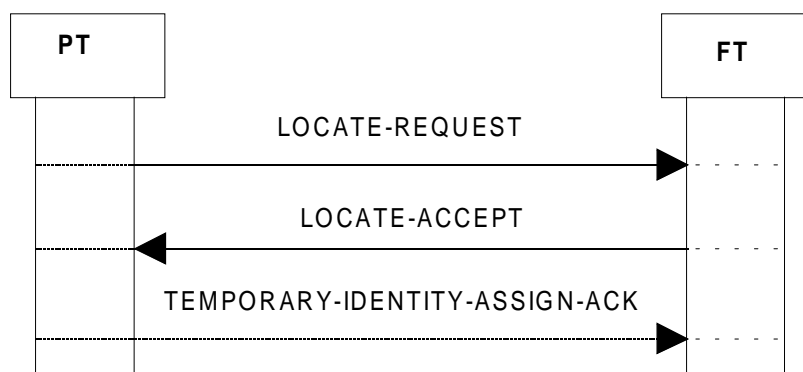 PT
FT
LOCATE-REQUEST
LOCATE-ACCEPT
TEMPORARY-IDENTITY-ASSIGN-ACK